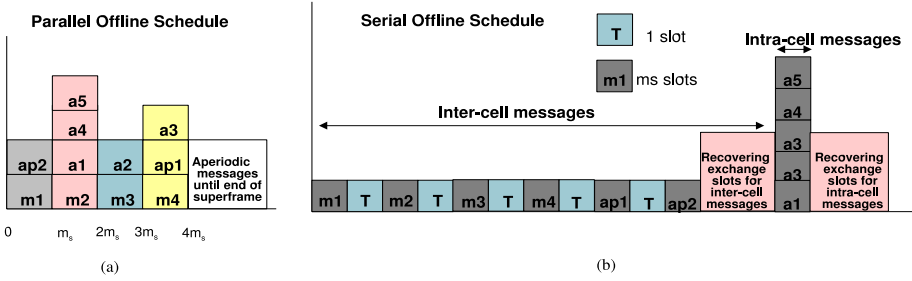 Parallel Offline Schedule
a5
a4
a3
ap2
a1
a2
ap1
m1
m2
m3
m4
Aperiodic
messages
until end of
superframe
0
mₛ
2mₛ
3mₛ
4mₛ
(a)
Serial Offline Schedule
T
1 slot
m1
ms slots
Intra-cell
messages
Inter-cell messages
a5
a4
a3
a3
a1
Recovering
exchange
slots for
inter-cell
messages
Recovering
exchange
slots for
intra-cell
messages
m1
T
m2
T
m3
T
m4
T
ap1
T
ap2
(b)